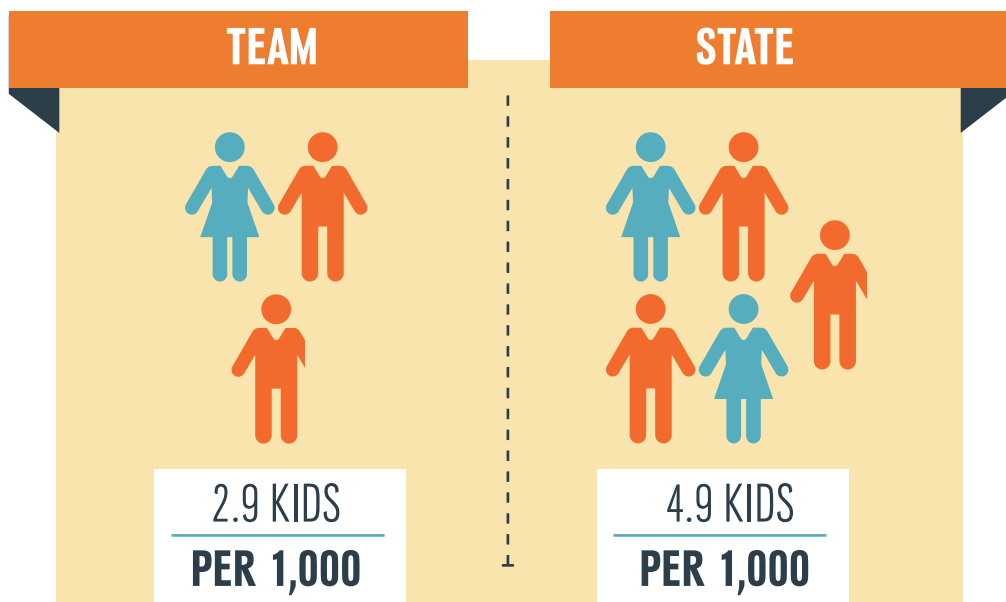 TEAM
STATE
2.9 KIDS
PER 1,000
4.9 KIDS
PER 1,000